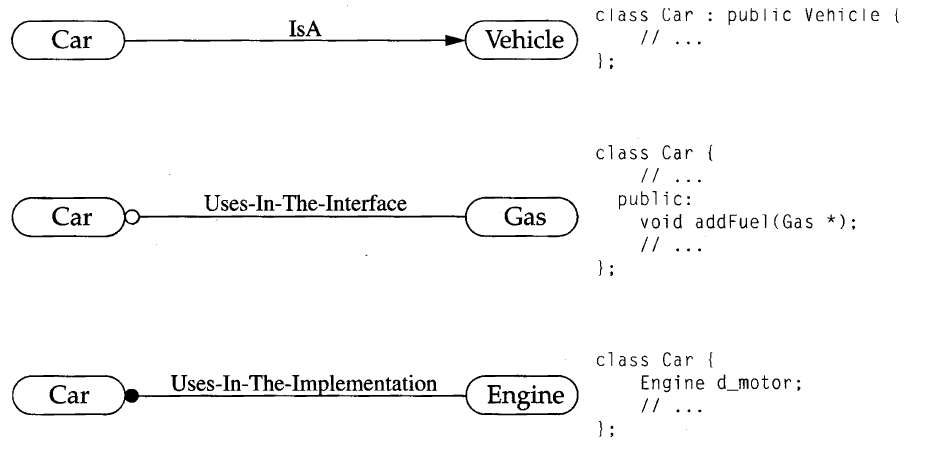 Car IsA Vehicle
class Car : public Vehicle {
// ...
};
Car Uses-In-The-Interface Gas
class Car {
// ...
public:
void addFuel(Gas *);
// ...
};
Car Uses-In-The-Implementation Engine
class Car {
Engine d_motor;
// ...
};